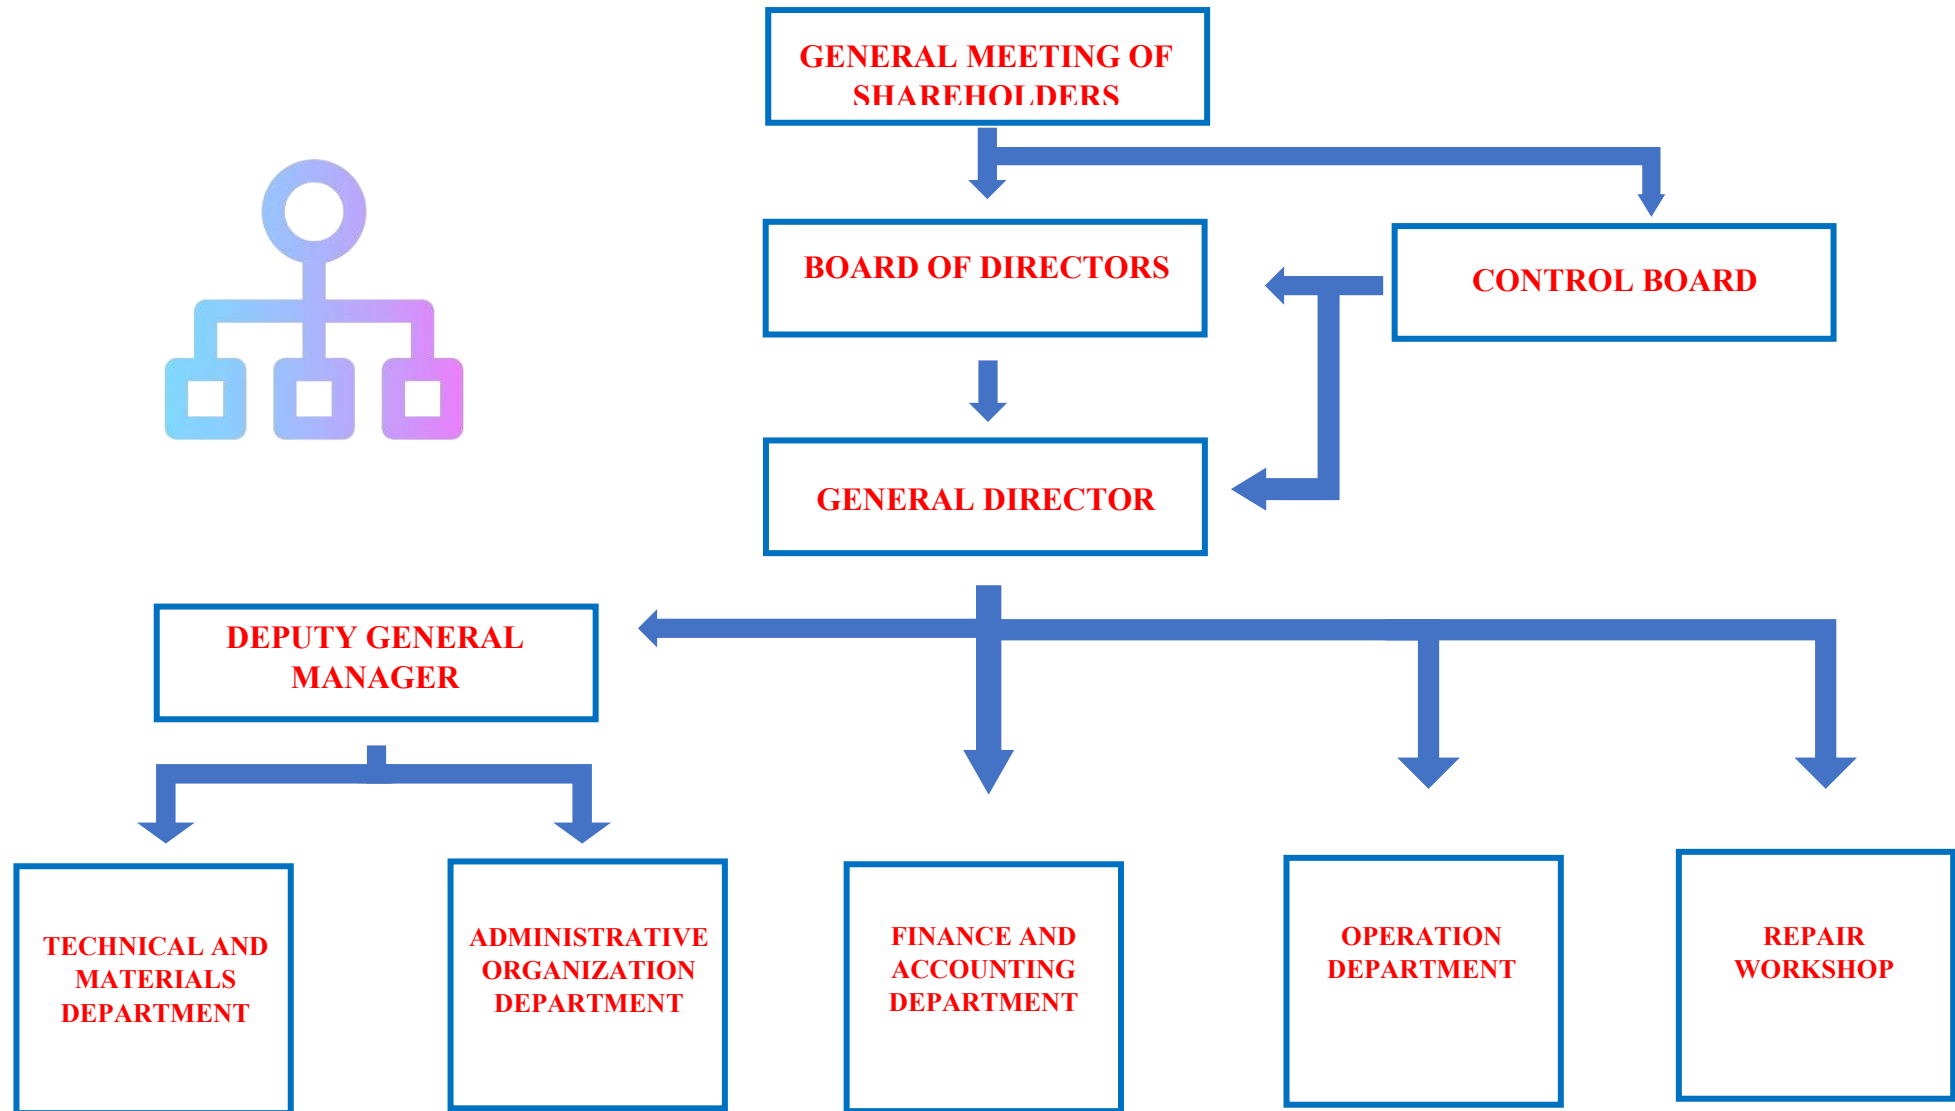 GENERAL MEETING OF
SHAREHOLDERS
BOARD OF DIRECTORS
CONTROL BOARD
GENERAL DIRECTOR
DEPUTY GENERAL
MANAGER
TECHNICAL AND
MATERIALS
DEPARTMENT
ADMINISTRATIVE
ORGANIZATION
DEPARTMENT
FINANCE AND
ACCOUNTING
DEPARTMENT
OPERATION
DEPARTMENT
REPAIR
WORKSHOP